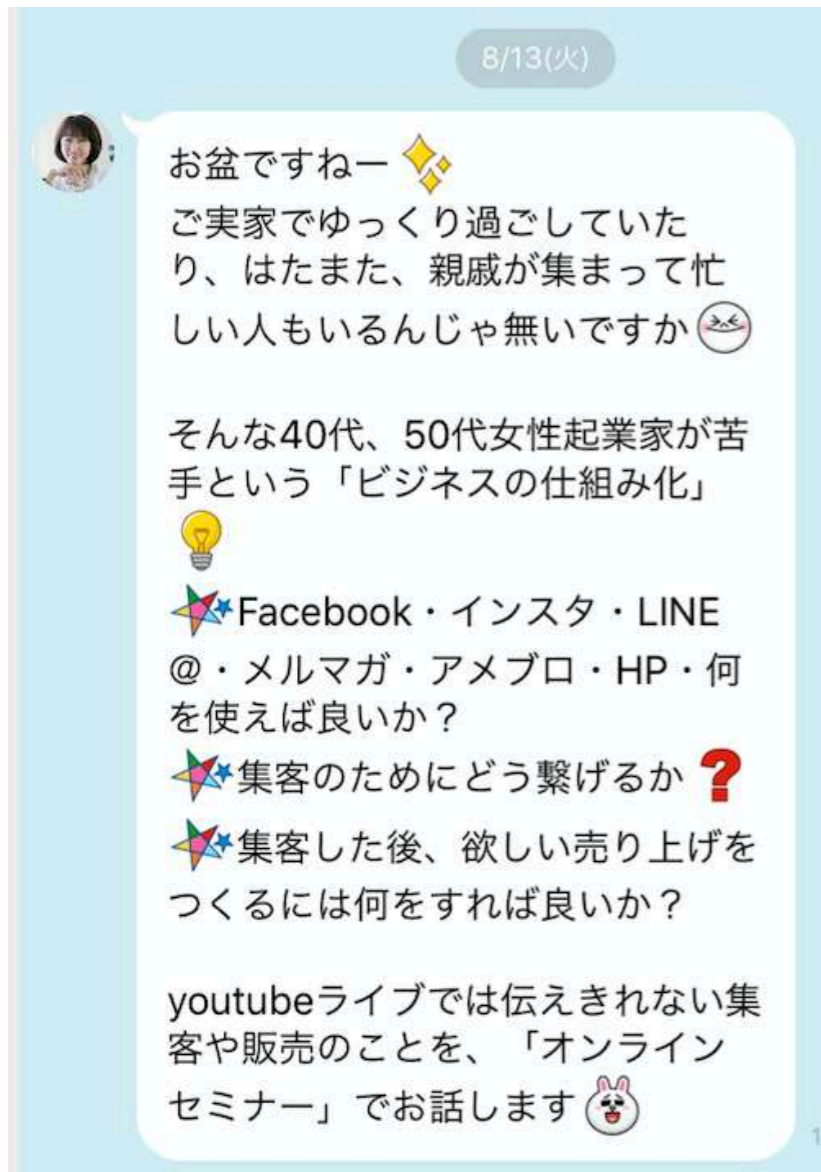 8/13(火)
お盆ですねー
ご実家でゆっくり過ごしていた
り、はたまた、親戚が集まって忙
しい人もいるんじゃ無いですか
そんな40代、50代女性起業家が苦
手という「ビジネスの仕組み化」
Facebook・インスタ・LINE
@・メルマガ・アメブロ・HP・何
を使えば良いか？
集客のためにどう繋げるか❓
集客した後、欲しい売り上げを
つくるには何をすれば良いか？
youtubeライブでは伝えきれない集
客や販売のことを、「オンライン
セミナー」でお話します